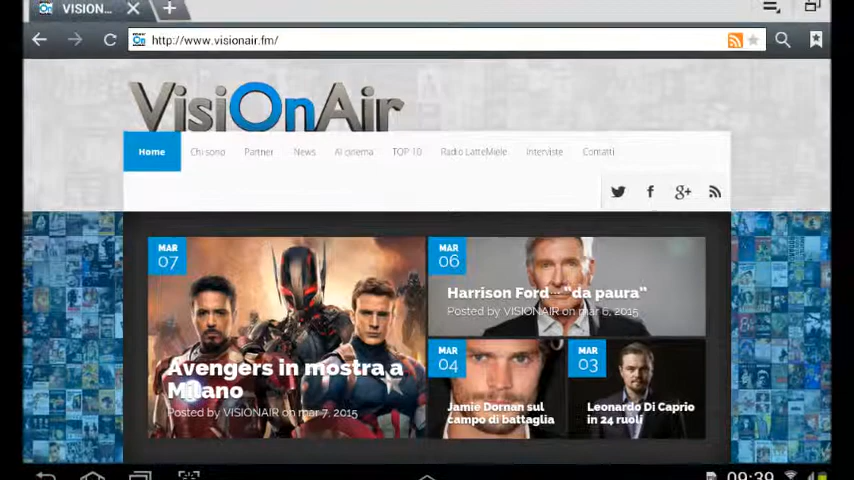 VISION...
http://www.visionair.fm/
VisiOnAir
Home Chi sono Partner News Al cinema TOP 10 Radio LatteMiele Interviste Contatti
MAR
07
Avengers in mostra a
Milano
Posted by VISIONAIR on mar 7, 2015
MAR
06
Harrison Ford… “da paura”
Posted by VISIONAIR on mar 6, 2015
MAR
04
Jamie Dornan sul
campo di battaglia
MAR
03
Leonardo Di Caprio
in 24 ruoli
09:39